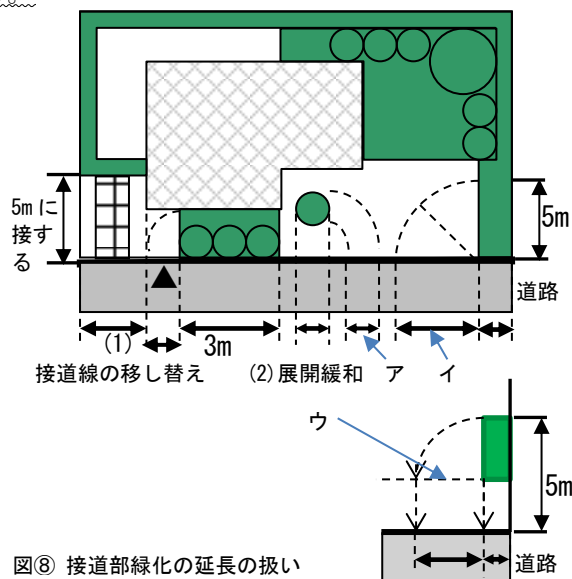 5mに
接す
る
5m
道路
(1)
3m
接道線の移し替え
(2)展開緩和
ア
イ
ウ
5m
図⑧ 接道部緑化の延長の扱い
道路